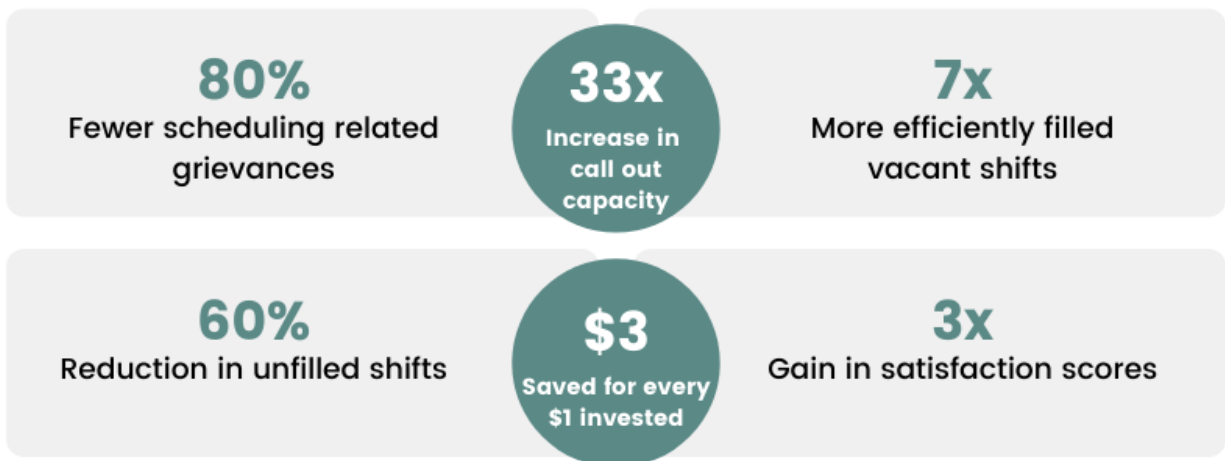 80%
Fewer scheduling related
grievances
33x
Increase in
call out
capacity
7x
More efficiently filled
vacant shifts
60%
Reduction in unfilled shifts
$3
Saved for every
$1 invested
3x
Gain in satisfaction scores